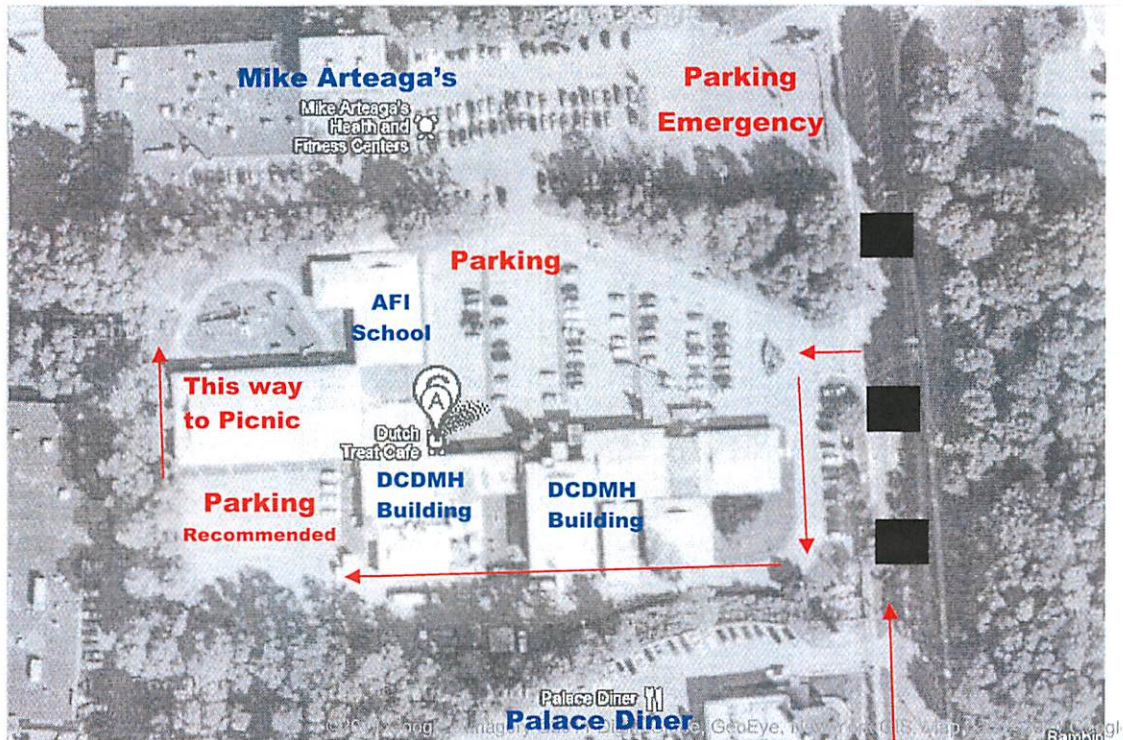 Mike Arteaga's
Mike Arteaga's
Health and
Fitness Centers
Parking
Emergency
Parking
AFI
School
This way
to Picnic
A
Dutch
Treat Cafe
DCDMH
Building
DCDMH
Building
Parking
Recommended
Palace Diner
Palace Diner
GeoEye,